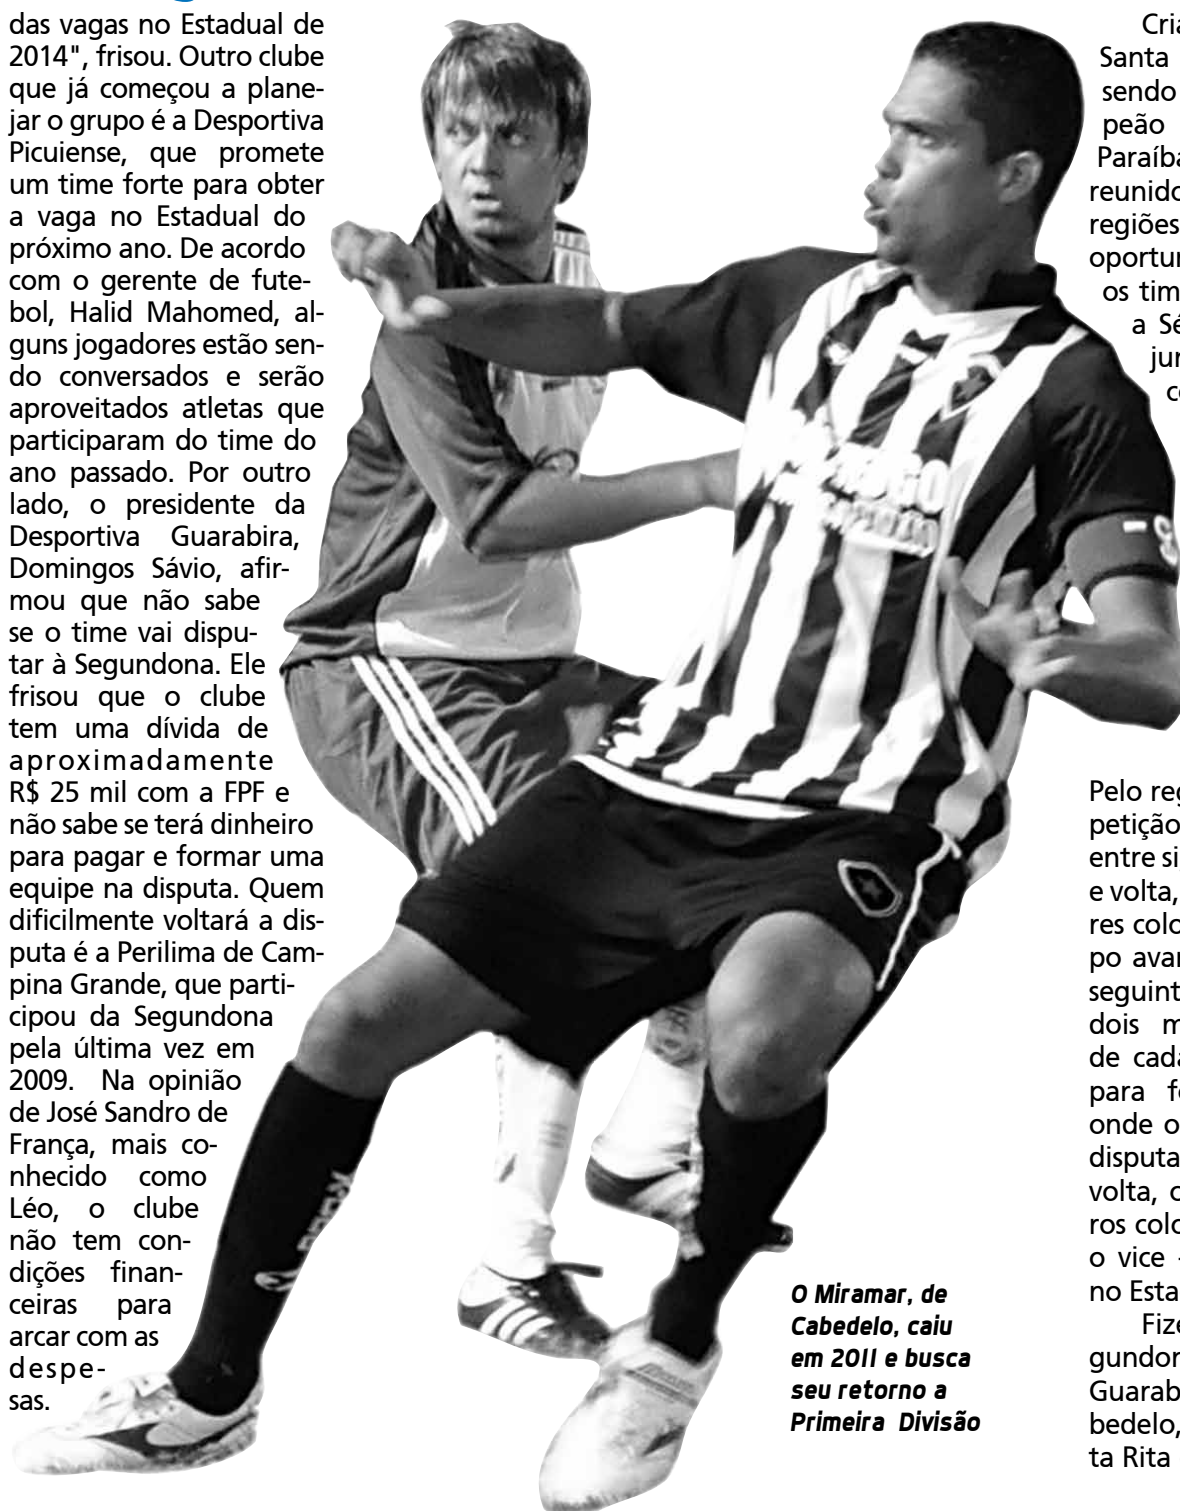 das vagas no Estadual de
2014", frisou. Outro clube
que já começou a plane-
jar o grupo é a Desportiva
Picuiense, que promete
um time forte para obter
a vaga no Estadual do
próximo ano. De acordo
com o gerente de fute-
bol, Halid Mahomed, al-
guns jogadores estão sen-
do conversados e serão
aproveitados atletas que
participaram do time do
ano passado. Por outro
lado, o presidente da
Desportiva Guarabira,
Domingos Sávio, afir-
mou que não sabe
se o time vai dispu-
tar à Segundona. Ele
frisou que o clube
tem uma dívida de
aproximadamente
R$ 25 mil com a FPF e
não sabe se terá dinheiro
para pagar e formar uma
equipe na disputa. Quem
dificilmente voltará a dis-
puta é a Perilima de Cam-
pina Grande, que parti-
cipou da Segundona
pela última vez em
2009. Na opinião
de José Sandro de
França, mais co-
nhecido como
Léo, o clube
não tem con-
dições finan-
ceiras para
arcar com as
despe-
sas.
O Miramar, de
Cabedelo, caiu
em 2011 e busca
seu retorno a
Primeira Divisão
Cria
Santa
sendo
peão
Paraíba
reunido
regiões
oportun
os tim
a Sé
jun
co
Pelo reg
petição
entre si,
e volta,
res colo
po avan
seguint
dois m
de cada
para fo
onde o
disputa
volta, o
ros colo
o vice -
no Esta
Fize
gundon
Guarab
bedelo,
ta Rita